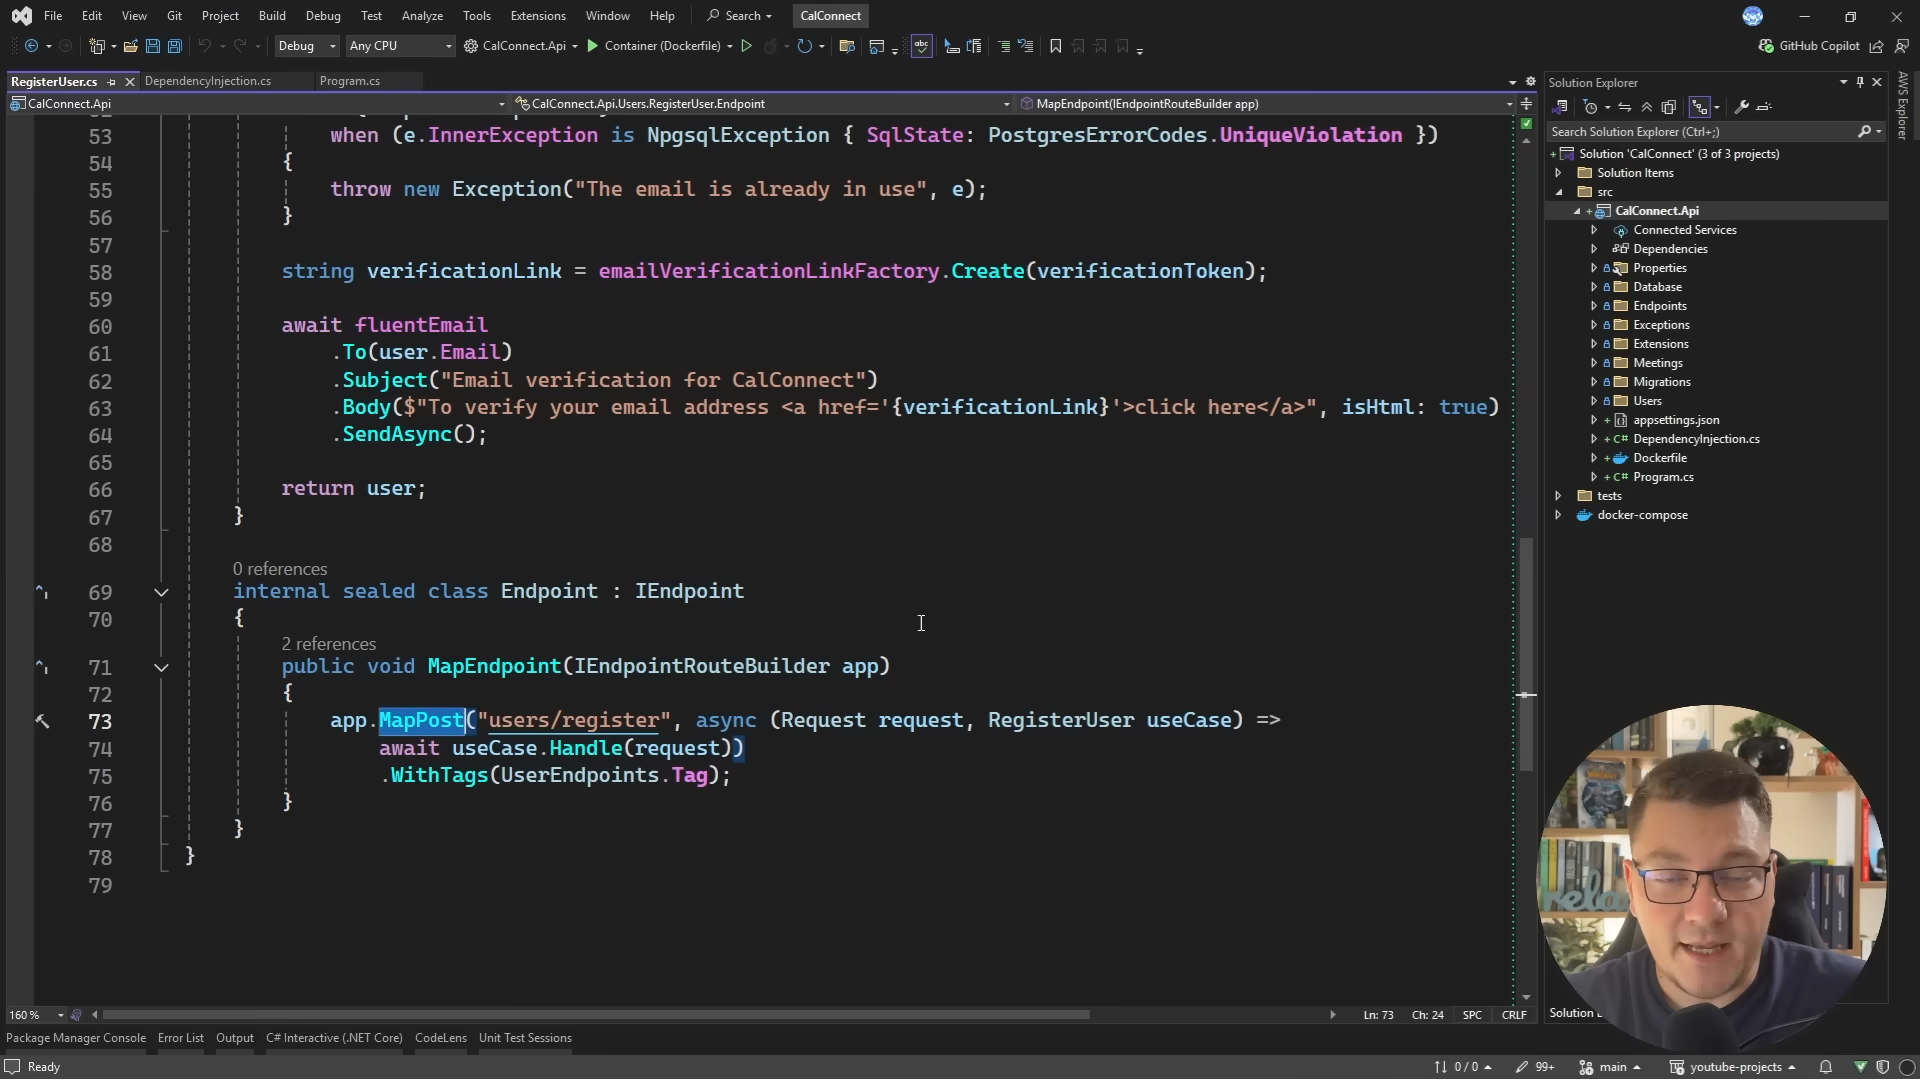 File Edit View Git Project Build Debug Test Analyze Tools Extensions Window Help Search CalConnect
Debug Any CPU CalConnect.Api Container (Dockerfile) GitHub Copilot
RegisterUser.cs DependencyInjection.cs Program.cs
CalConnect.Api CalConnect.Api.Users.RegisterUser.Endpoint MapEndpoint(IEndpointRouteBuilder app)
53 when (e.InnerException is NpgsqlException { SqlState: PostgresErrorCodes.UniqueViolation })
54 {
55 throw new Exception("The email is already in use", e);
56 }
57
58 string verificationLink = emailVerificationLinkFactory.Create(verificationToken);
59
60 await fluentEmail
61 .To(user.Email)
62 .Subject("Email verification for CalConnect")
63 .Body($"To verify your email address <a href='{verificationLink}'>click here</a>", isHtml: true)
64 .SendAsync();
65
66 return user;
67 }
68
0 references
69 internal sealed class Endpoint : IEndpoint
70 {
2 references
71 public void MapEndpoint(IEndpointRouteBuilder app)
72 {
73 app.MapPost("users/register", async (Request request, RegisterUser useCase) =>
74 await useCase.Handle(request))
75 .WithTags(UserEndpoints.Tag);
76 }
77 }
78 }
79
160 % Ln: 73 Ch: 24 SPC CRLF
Package Manager Console Error List Output C# Interactive (.NET Core) CodeLens Unit Test Sessions
Ready 0 / 0 99+ main youtube-projects
Solution Explorer
Search Solution Explorer (Ctrl+;)
Solution 'CalConnect' (3 of 3 projects)
Solution Items
src
CalConnect.Api
Connected Services
Dependencies
Properties
Database
Endpoints
Exceptions
Extensions
Meetings
Migrations
Users
appsettings.json
DependencyInjection.cs
Dockerfile
Program.cs
tests
docker-compose
AWS Explorer